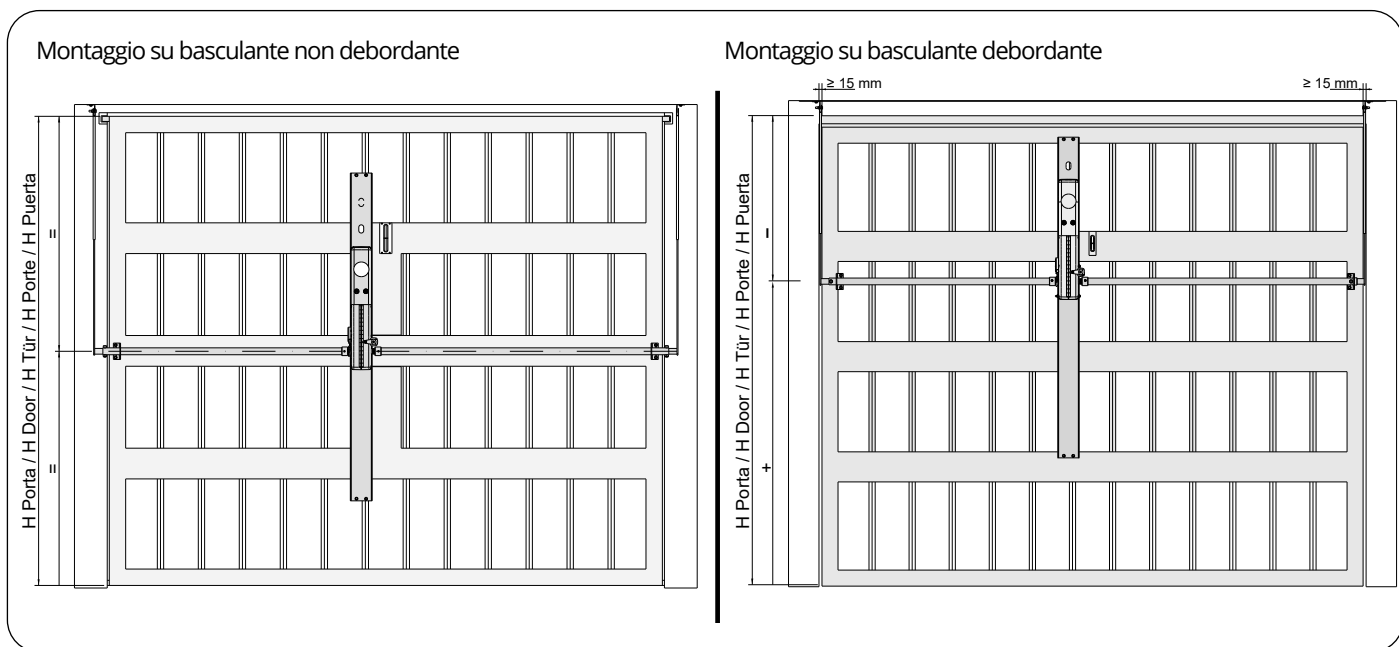 Montaggio su basculante non debordante
H Porta / H Door / H Tür / H Porte / H Puerta
=
=
Montaggio su basculante debordante
≥ 15 mm
≥ 15 mm
H Porta / H Door / H Tür / H Porte / H Puerta
-
+